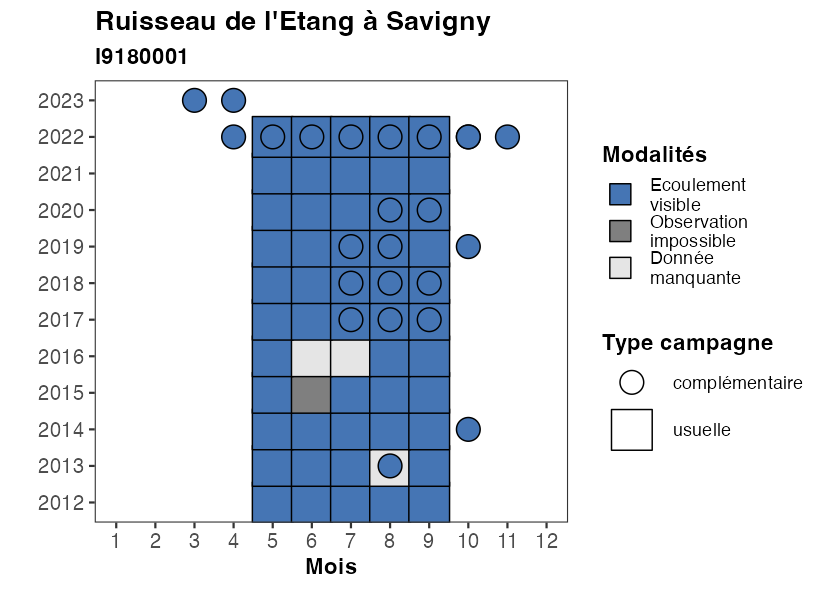 Ruisseau de l'Etang à Savigny
I9180001
2023
2022
2021
2020
2019
2018
2017
2016
2015
2014
2013
2012
1 2 3 4 5 6 7 8 9 10 11 12
Mois
Modalités
Ecoulement
visible
Observation
impossible
Donnée
manquante
Type campagne
complémentaire
usuelle